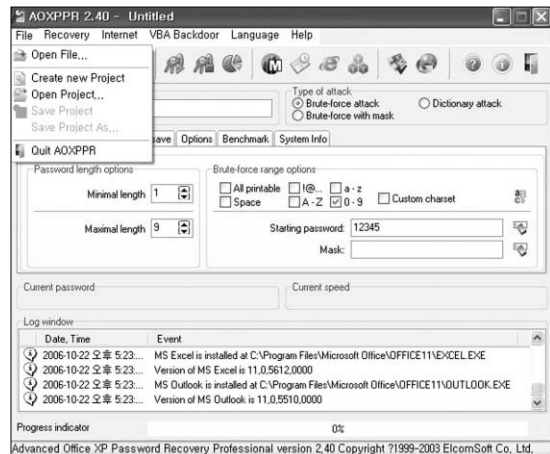 AOXPPR 2.40 - Untitled
File Recovery Internet VBA Backdoor Language Help
Open File...
Create new Project
Open Project...
Save Project
Save Project As...
Quit AOXPPR
Type of attack
Brute-force attack
Dictionary attack
Brute-force with mask
Options Benchmark System Info
Password length options
Minimal length 1
Maximal length 9
Brute-force range options
All printable !@... a - z
Space A - Z 0 - 9 Custom charset
Starting password: 12345
Mask:
Current password
Current speed
Log window
Date, Time Event
2006-10-22 오후 5:23:... MS Excel is installed at C:\Program Files\Microsoft Office\OFFICE11\EXCEL.EXE
2006-10-22 오후 5:23:... Version of MS Excel is 11,0,5612,0000
2006-10-22 오후 5:23:... MS Outlook is installed at C:\Program Files\Microsoft Office\OFFICE11\OUTLOOK.EXE
2006-10-22 오후 5:23:... Version of MS Outlook is 11,0,5510,0000
Progress indicator 0%
Advanced Office XP Password Recovery Professional version 2,40 Copyright ?1999-2003 ElcomSoft Co, Ltd,